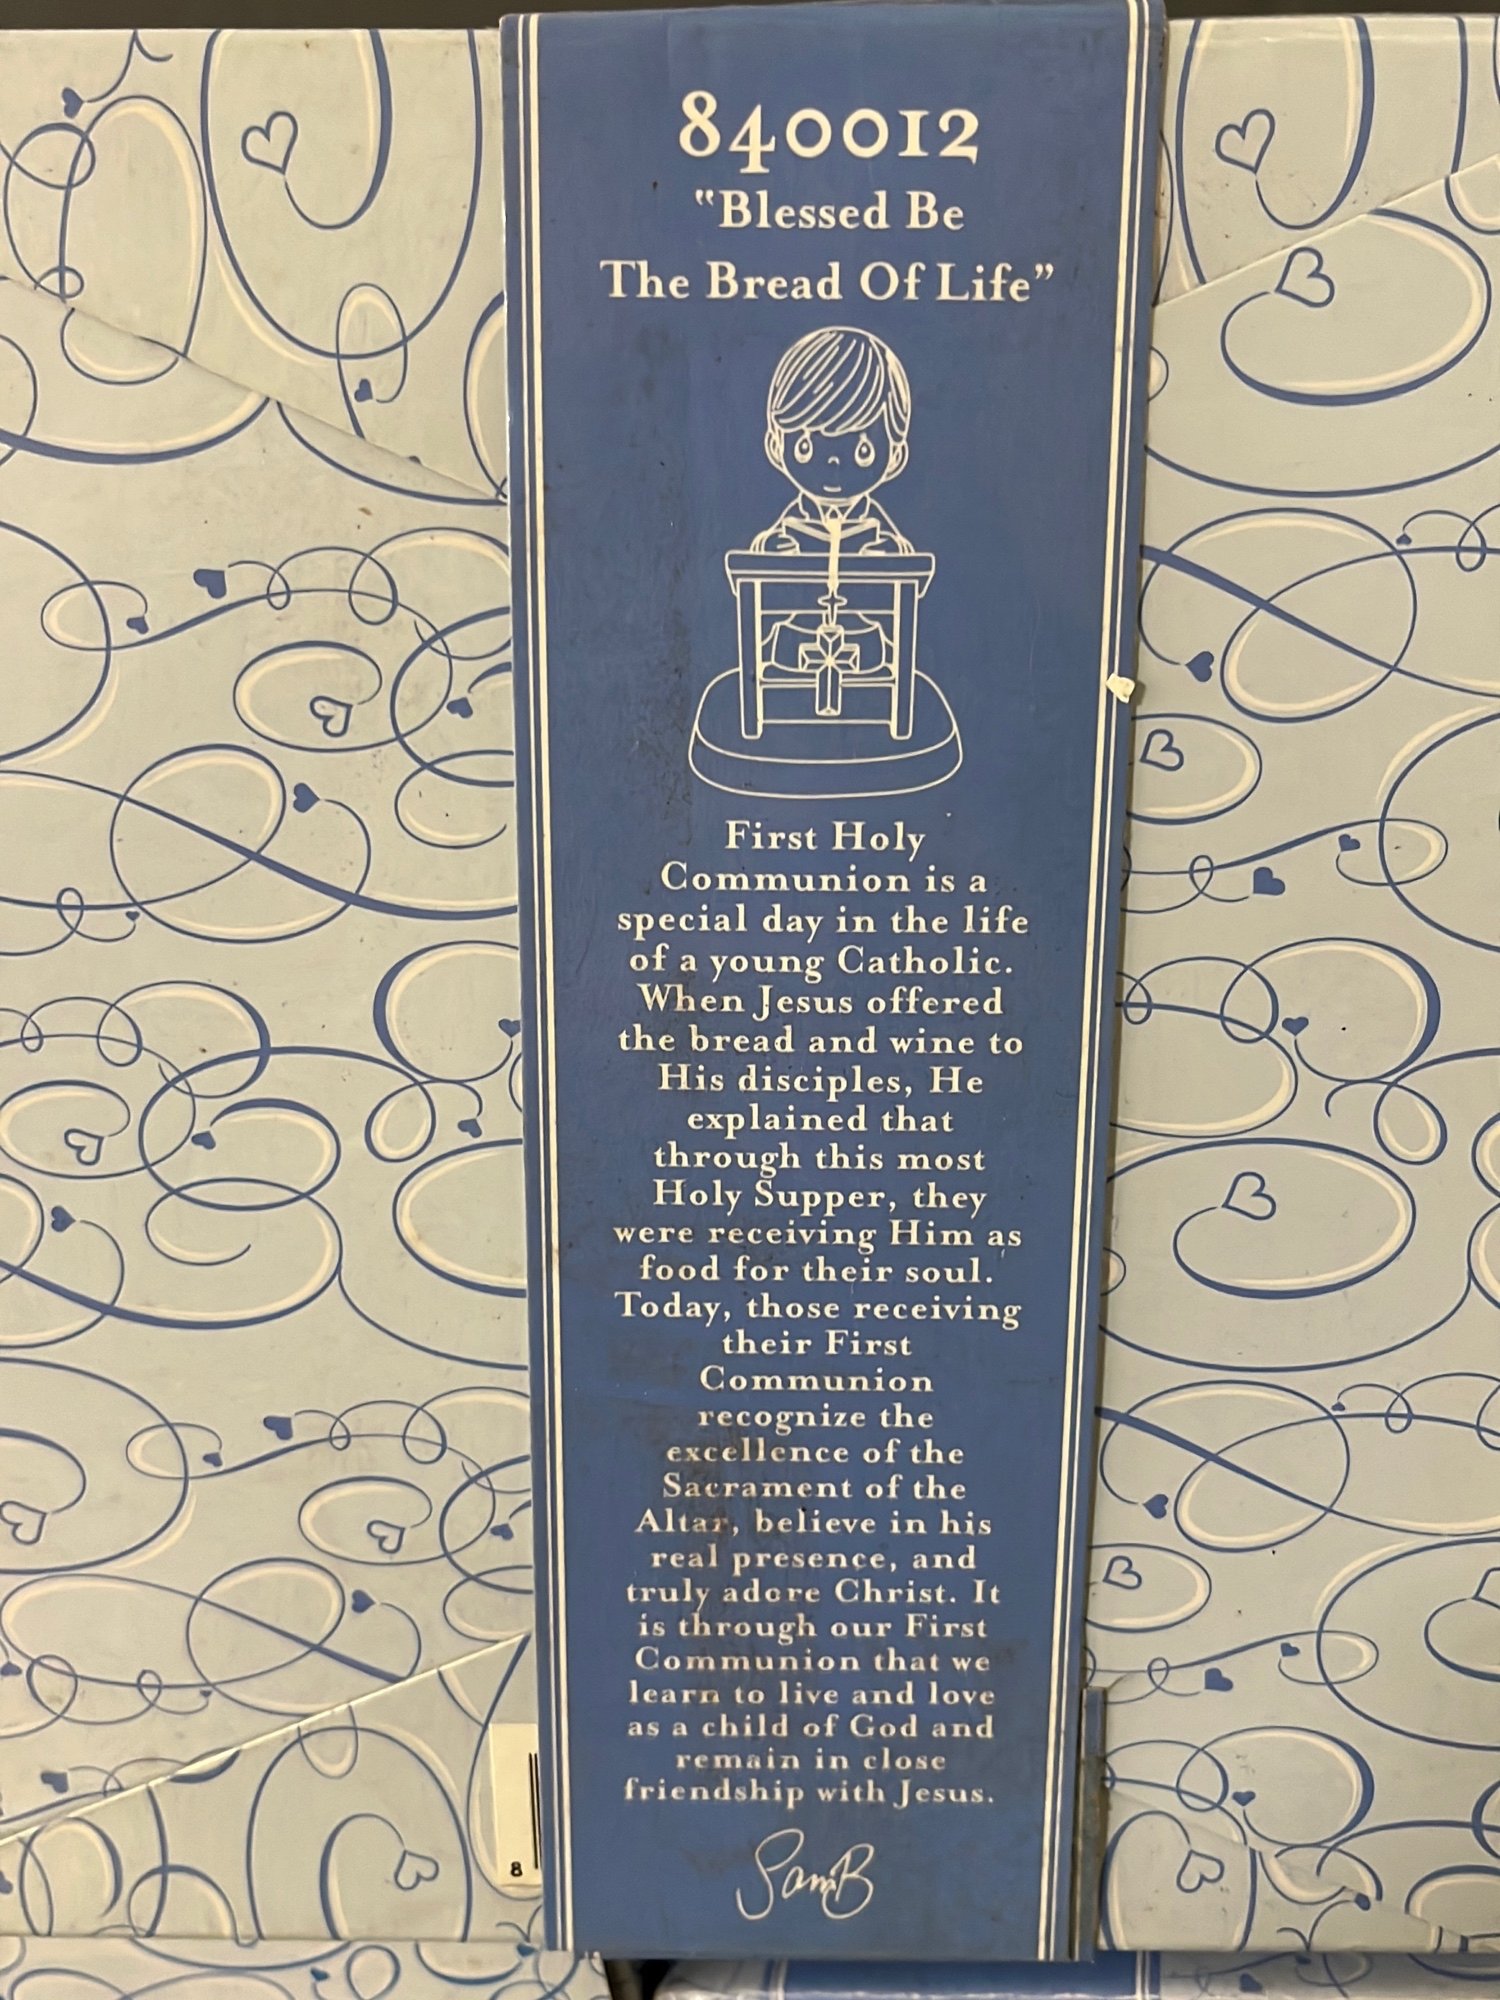 840012
"Blessed Be
The Bread Of Life"
First Holy
Communion is a
special day in the life
of a young Catholic.
When Jesus offered
the bread and wine to
His disciples, He
explained that
through this most
Holy Supper, they
were receiving Him as
food for their soul.
Today, those receiving
their First
Communion
recognize the
excellence of the
Sacrament of the
Altar, believe in his
real presence, and
truly adore Christ. It
is through our First
Communion that we
learn to live and love
as a child of God and
remain in close
friendship with Jesus.
SamB
8